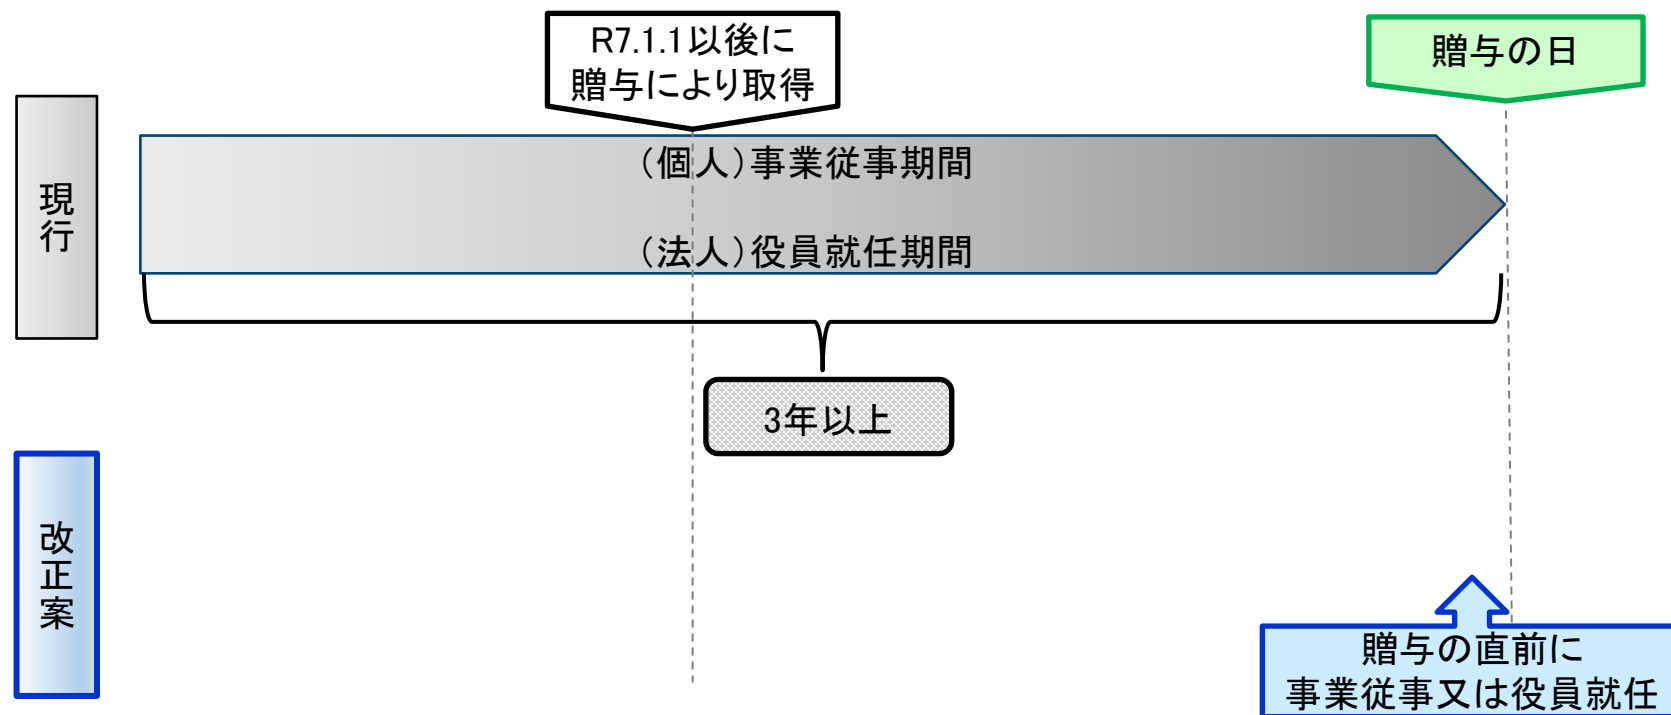 R7.1.1以後に
贈与により取得
贈与の日
現行
(個人)事業従事期間
(法人)役員就任期間
3年以上
改正案
贈与の直前に
事業従事又は役員就任